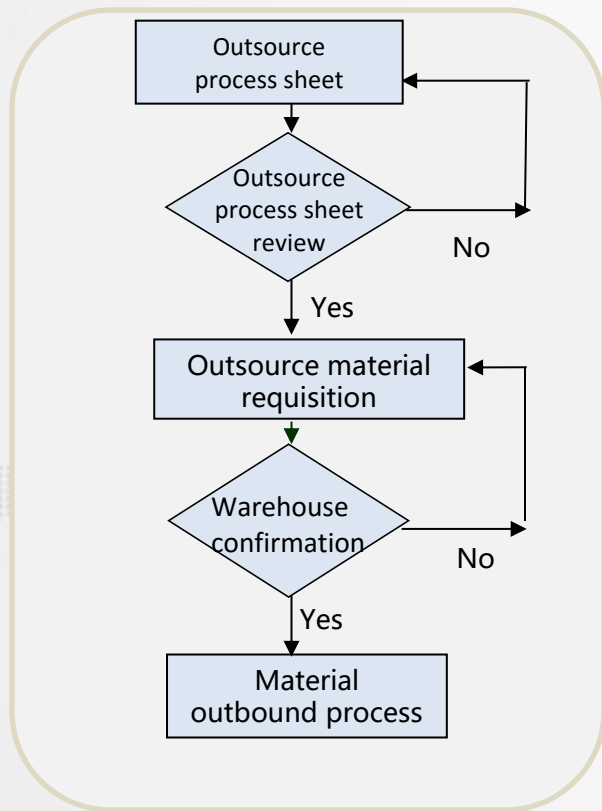 Outsource
process sheet
Outsource
process sheet
review
No
Yes
Outsource material
requisition
Warehouse
confirmation
No
Yes
Material
outbound process